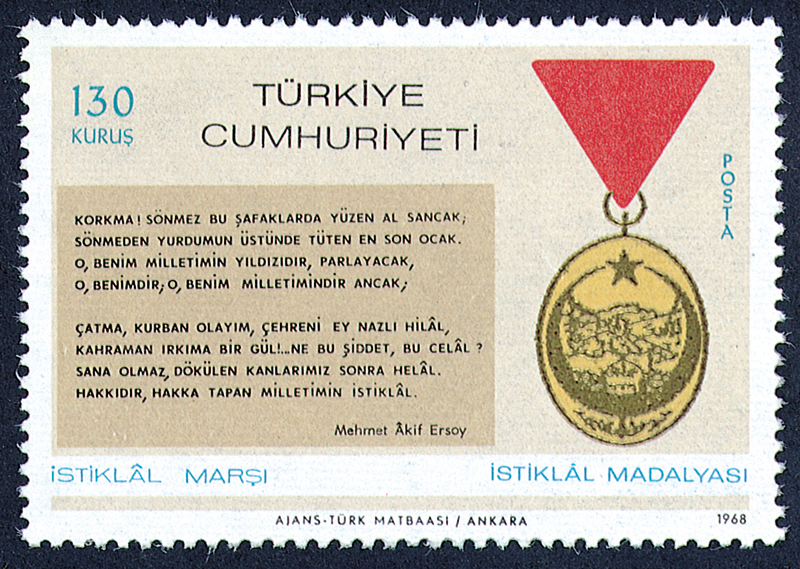 130
KURUŞ
TÜRKİYE
CUMHURİYETİ
POSTA
KORKMA! SÖNMEZ BU ŞAFAKLARDA YÜZEN AL SANCAK;
SÖNMEDEN YURDUMUN ÜSTÜNDE TÜTEN EN SON OCAK.
O, BENİM MİLLETİMİN YILDIZIDIR, PARLAYACAK,
O, BENİMDİR; O, BENİM MİLLETİMİNDİR ANCAK;
ÇATMA, KURBAN OLAYIM, ÇEHRENİ EY NAZLI HİLÂL,
KAHRAMAN IRKIMA BİR GÜL!...NE BU ŞİDDET, BU CELÂL ?
SANA OLMAZ, DÖKÜLEN KANLARIMIZ SONRA HELÂL.
HAKKIDIR, HAKKA TAPAN MİLLETİMİN İSTİKLÂL.
Mehmet Âkif Ersoy
İSTİKLÂL MARŞI
İSTİKLÂL MADALYASI
AJANS-TÜRK MATBAASI / ANKARA
1968